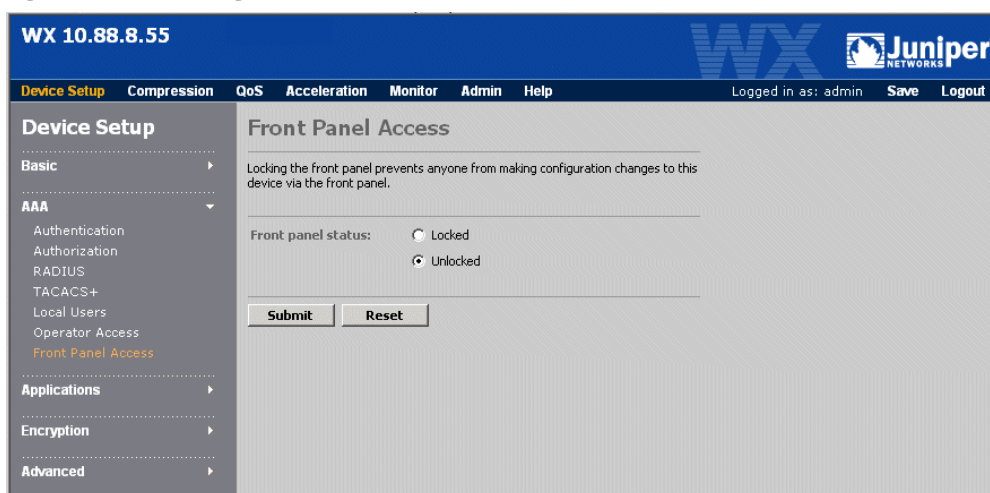 WX 10.88.8.55
WX
Juniper
NETWORKS
Device Setup Compression QoS Acceleration Monitor Admin Help Logged in as: admin Save Logout
Device Setup
Basic
AAA
Authentication
Authorization
RADIUS
TACACS+
Local Users
Operator Access
Front Panel Access
Applications
Encryption
Advanced
Front Panel Access
Locking the front panel prevents anyone from making configuration changes to this
device via the front panel.
Front panel status: Locked
Unlocked
Submit Reset